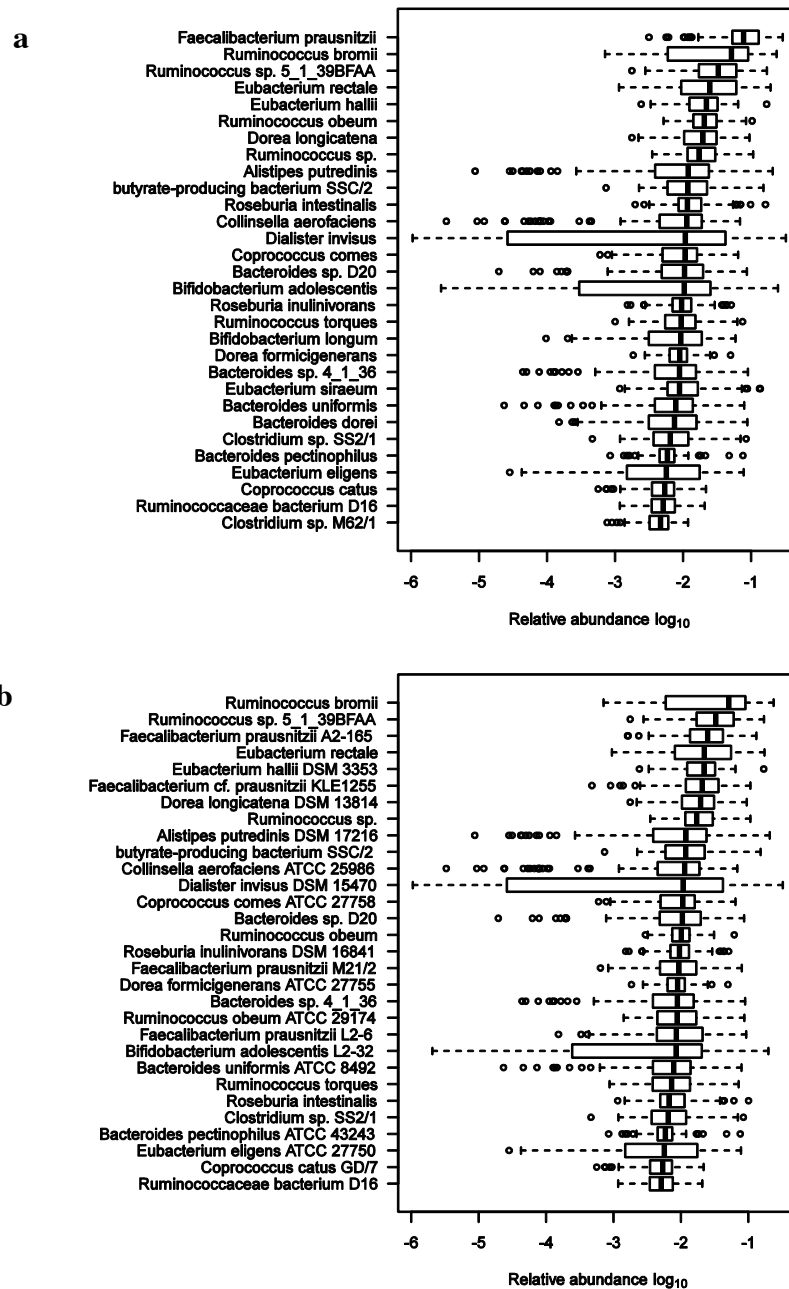 a
Faecalibacterium prausnitzii
Ruminococcus bromii
Ruminococcus sp. 5_1_39BFAA
Eubacterium rectale
Eubacterium hallii
Ruminococcus obeum
Dorea longicatena
Ruminococcus sp.
Alistipes putredinis
butyrate-producing bacterium SSC/2
Roseburia intestinalis
Collinsella aerofaciens
Dialister invisus
Coprococcus comes
Bacteroides sp. D20
Bifidobacterium adolescentis
Roseburia inulinivorans
Ruminococcus torques
Bifidobacterium longum
Dorea formicigenerans
Bacteroides sp. 4_1_36
Eubacterium siraeum
Bacteroides uniformis
Bacteroides dorei
Clostridium sp. SS2/1
Bacteroides pectinophilus
Eubacterium eligens
Coprococcus catus
Ruminococcaceae bacterium D16
Clostridium sp. M62/1
-6 -5 -4 -3 -2 -1
Relative abundance log10
b
Ruminococcus bromii
Ruminococcus sp. 5_1_39BFAA
Faecalibacterium prausnitzii A2-165
Eubacterium rectale
Eubacterium hallii DSM 3353
Faecalibacterium cf. prausnitzii KLE1255
Dorea longicatena DSM 13814
Ruminococcus sp.
Alistipes putredinis DSM 17216
butyrate-producing bacterium SSC/2
Collinsella aerofaciens ATCC 25986
Dialister invisus DSM 15470
Coprococcus comes ATCC 27758
Bacteroides sp. D20
Ruminococcus obeum
Roseburia inulinivorans DSM 16841
Faecalibacterium prausnitzii M21/2
Dorea formicigenerans ATCC 27755
Bacteroides sp. 4_1_36
Ruminococcus obeum ATCC 29174
Faecalibacterium prausnitzii L2-6
Bifidobacterium adolescentis L2-32
Bacteroides uniformis ATCC 8492
Ruminococcus torques
Roseburia intestinalis
Clostridium sp. SS2/1
Bacteroides pectinophilus ATCC 43243
Eubacterium eligens ATCC 27750
Coprococcus catus GD/7
Ruminococcaceae bacterium D16
-6 -5 -4 -3 -2 -1
Relative abundance log10